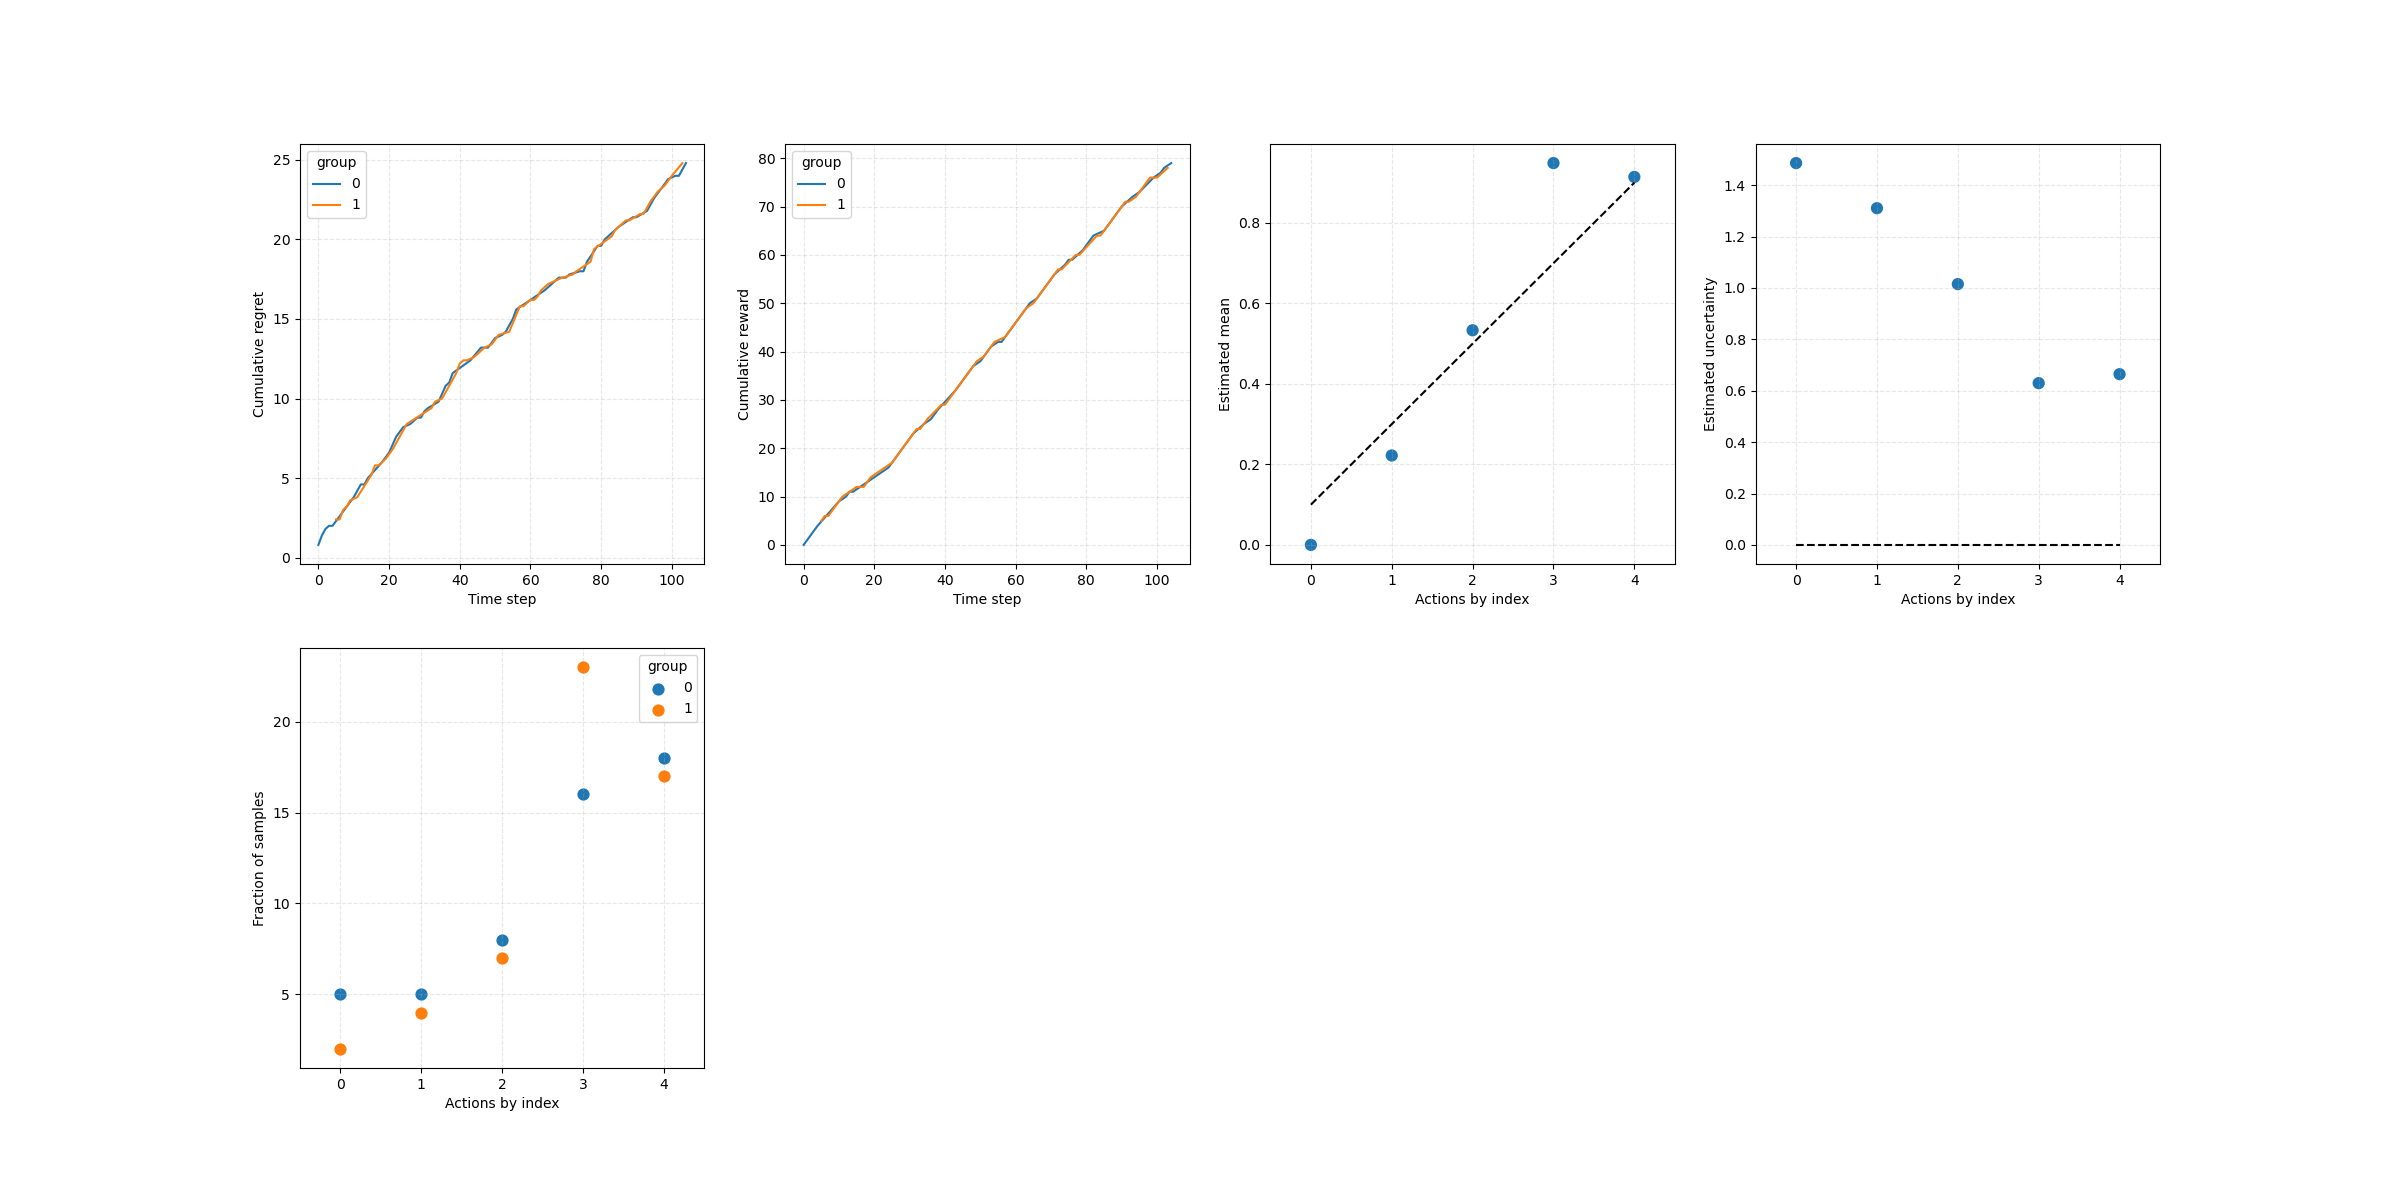 group
0
1
25
20
15
10
5
0
Cumulative regret
0 20 40 60 80 100
Time step
group
0
1
80
70
60
50
40
30
20
10
0
Cumulative reward
0 20 40 60 80 100
Time step
0.8
0.6
0.4
0.2
0.0
Estimated mean
0 1 2 3 4
Actions by index
1.4
1.2
1.0
0.8
0.6
0.4
0.2
0.0
Estimated uncertainty
0 1 2 3 4
Actions by index
group
0
1
20
15
10
5
Fraction of samples
0 1 2 3 4
Actions by index